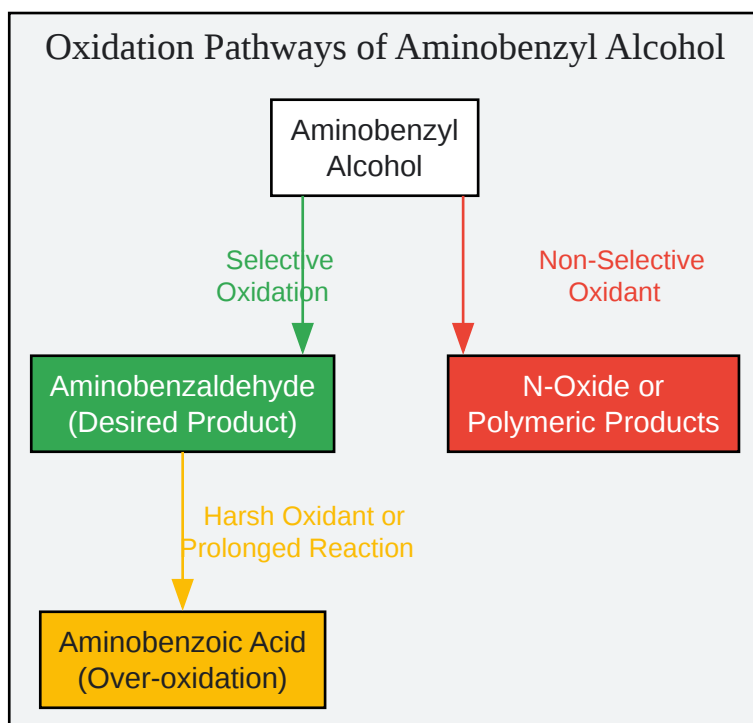 Oxidation Pathways of Aminobenzyl Alcohol
Aminobenzyl
Alcohol
Selective
Oxidation
Non-Selective
Oxidant
Aminobenzaldehyde
(Desired Product)
N-Oxide or
Polymeric Products
Harsh Oxidant or
Prolonged Reaction
Aminobenzoic Acid
(Over-oxidation)